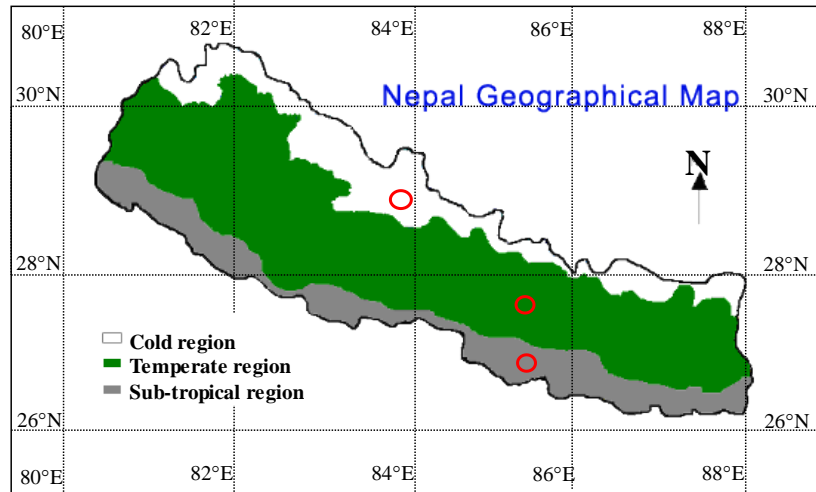 80°E 82°E 84°E 86°E 88°E
Nepal Geographical Map
30°N 30°N
N
28°N 28°N
Cold region
Temperate region
Sub-tropical region
26°N 26°N
80°E 82°E 84°E 86°E 88°E